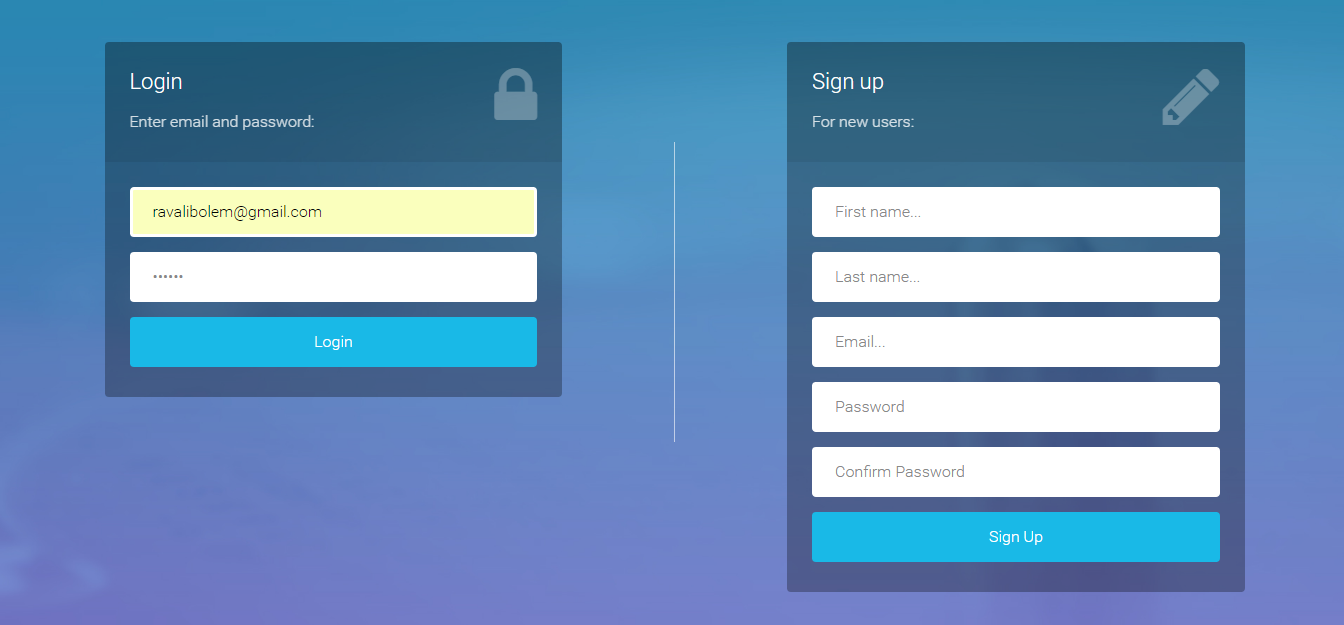 Login
Enter email and password:
ravalibolem@gmail.com
••••••
Login
Sign up
For new users:
First name...
Last name...
Email...
Password
Confirm Password
Sign Up